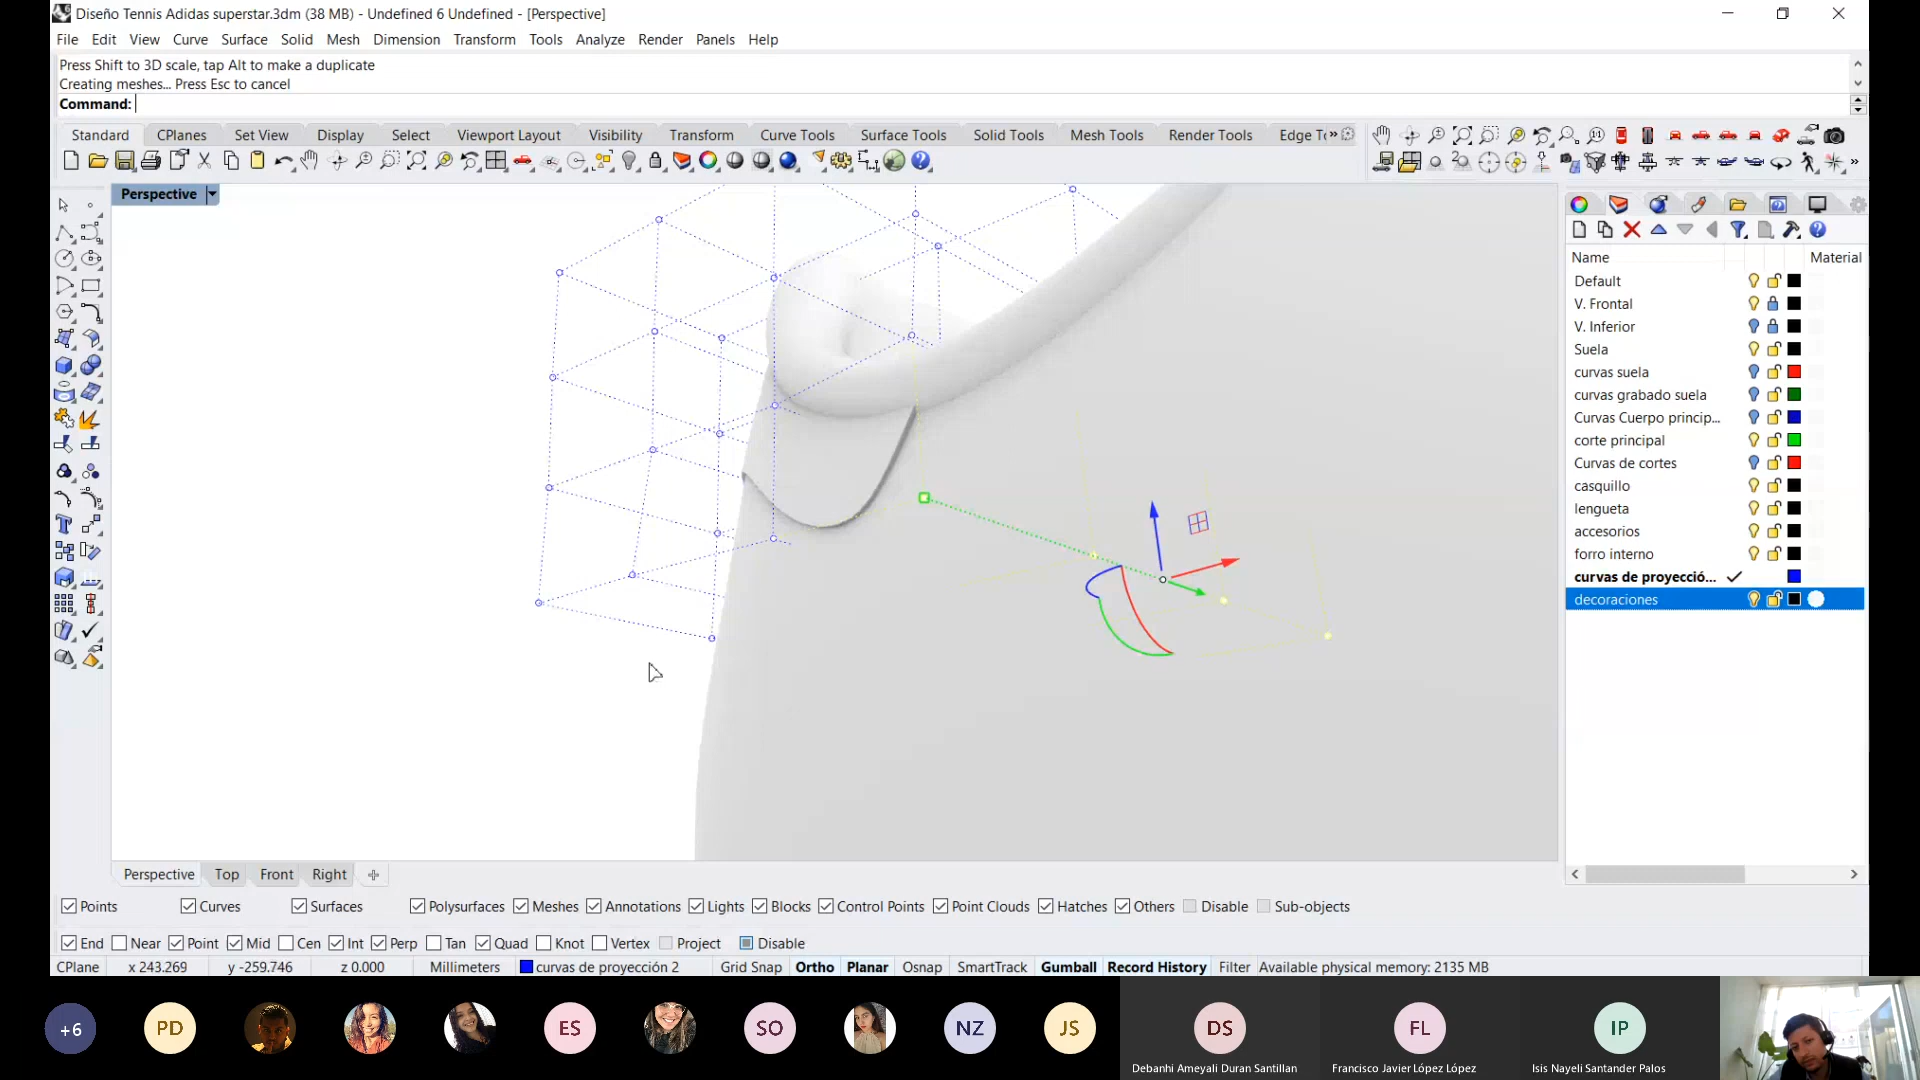 Diseño Tennis Adidas superstar.3dm (38 MB) - Undefined 6 Undefined - [Perspective]
File Edit View Curve Surface Solid Mesh Dimension Transform Tools Analyze Render Panels Help
Press Shift to 3D scale, tap Alt to make a duplicate
Creating meshes... Press Esc to cancel
Command:
Standard CPlanes Set View Display Select Viewport Layout Visibility Transform Curve Tools Surface Tools Solid Tools Mesh Tools Render Tools Edge To »
Perspective
Name Material
Default
V. Frontal
V. Inferior
Suela
curvas suela
curvas grabado suela
Curvas Cuerpo princip...
corte principal
Curvas de cortes
casquillo
lengueta
accesorios
forro interno
curvas de proyecció...
decoraciones
Perspective Top Front Right
Points Curves Surfaces Polysurfaces Meshes Annotations Lights Blocks Control Points Point Clouds Hatches Others Disable Sub-objects
End Near Point Mid Cen Int Perp Tan Quad Knot Vertex Project Disable
CPlane x 243.269 y -259.746 z 0.000 Millimeters curvas de proyección 2 Grid Snap Ortho Planar Osnap SmartTrack Gumball Record History Filter Available physical memory: 2135 MB
+6 PD ES SO NZ JS DS FL IP
Debanhi Ameyali Duran Santillan Francisco Javier López López Isis Nayeli Santander Palos